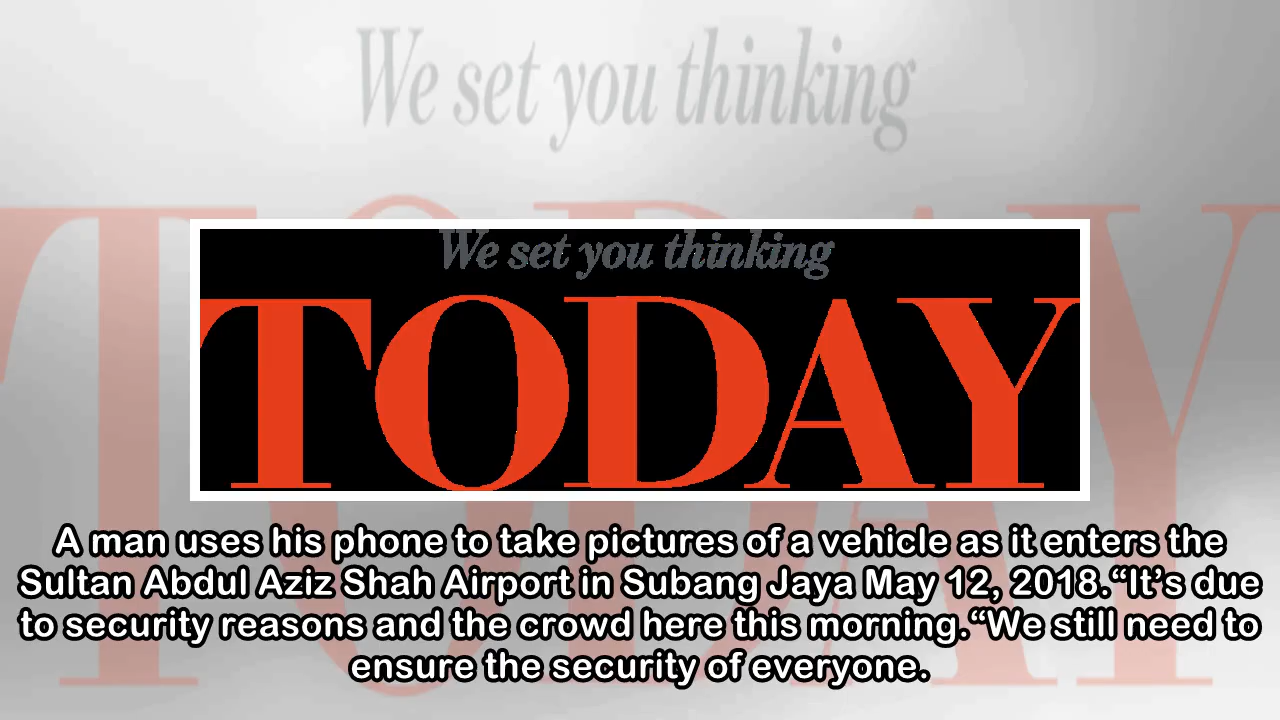 We set you thinking
TODAY
We set you thinking
TODAY
A man uses his phone to take pictures of a vehicle as it enters the
Sultan Abdul Aziz Shah Airport in Subang Jaya May 12, 2018.“It’s due
to security reasons and the crowd here this morning.“We still need to
ensure the security of everyone.